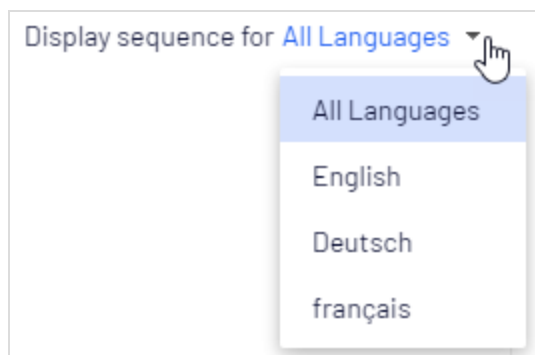 Display sequence for All Languages
All Languages
English
Deutsch
français